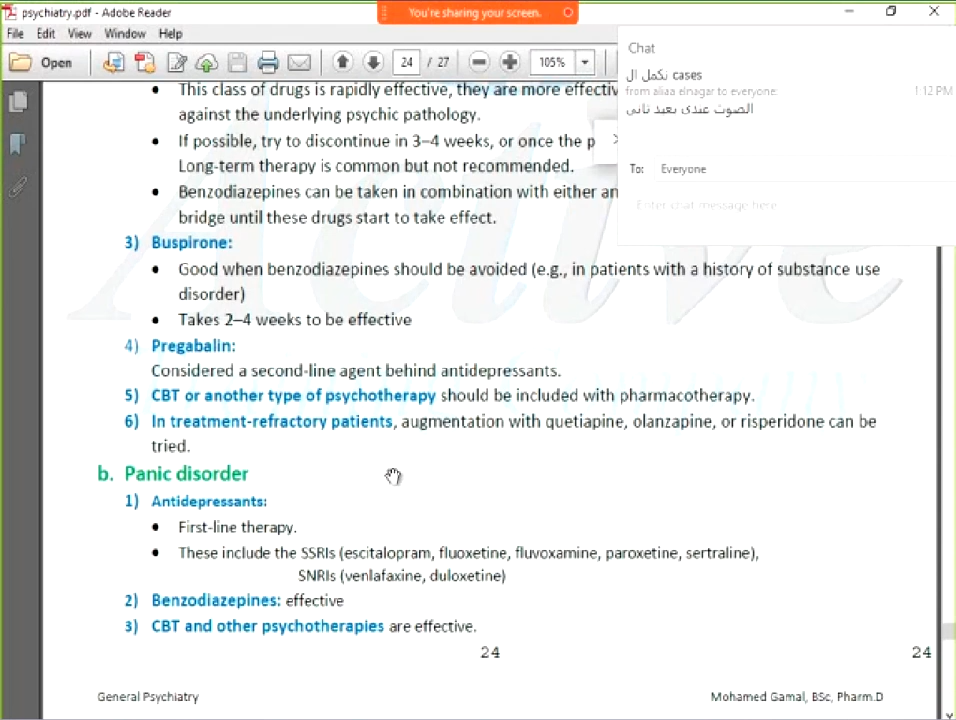 psychiatry.pdf - Adobe Reader
You're sharing your screen.
File Edit View Window Help
Open
24 / 27
105%
Chat
نكمل ال cases
from aliaa elnagar to everyone:
1:12 PM
الصوت عندى بعيد تانى
To: Everyone
Enter chat message here
• This class of drugs is rapidly effective, they are more effectiv
against the underlying psychic pathology.
• If possible, try to discontinue in 3–4 weeks, or once the p
Long-term therapy is common but not recommended.
• Benzodiazepines can be taken in combination with either an
bridge until these drugs start to take effect.
3) Buspirone:
• Good when benzodiazepines should be avoided (e.g., in patients with a history of substance use
disorder)
• Takes 2–4 weeks to be effective
4) Pregabalin:
Considered a second-line agent behind antidepressants.
5) CBT or another type of psychotherapy should be included with pharmacotherapy.
6) In treatment-refractory patients, augmentation with quetiapine, olanzapine, or risperidone can be
tried.
b. Panic disorder
1) Antidepressants:
• First-line therapy.
• These include the SSRIs (escitalopram, fluoxetine, fluvoxamine, paroxetine, sertraline),
SNRIs (venlafaxine, duloxetine)
2) Benzodiazepines: effective
3) CBT and other psychotherapies are effective.
24
24
General Psychiatry
Mohamed Gamal, BSc, Pharm.D
Active